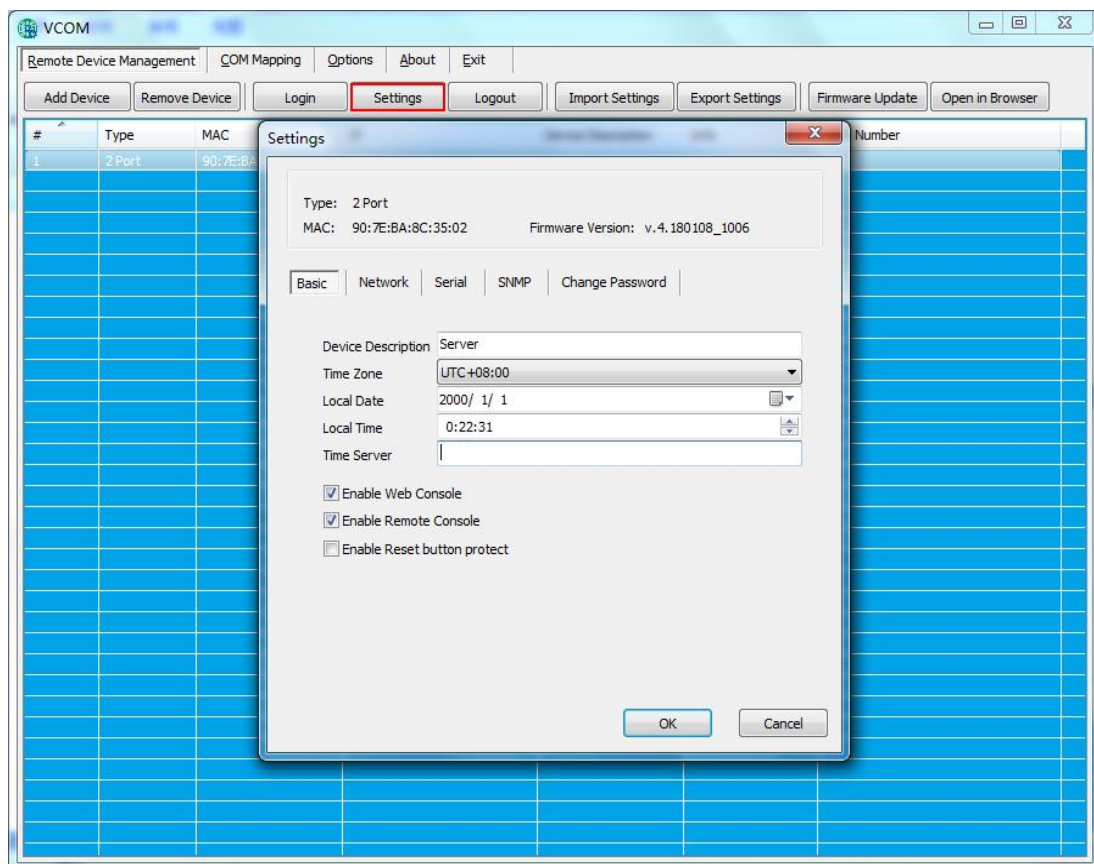 VCOM
Remote Device Management COM Mapping Options About Exit
Add Device Remove Device Login Settings Logout Import Settings Export Settings Firmware Update Open in Browser
# Type MAC Number
1 2 Port 90:7E:BA
Settings
Type: 2 Port
MAC: 90:7E:BA:8C:35:02 Firmware Version: v.4.180108_1006
Basic Network Serial SNMP Change Password
Device Description Server
Time Zone UTC+08:00
Local Date 2000/ 1/ 1
Local Time 0:22:31
Time Server
Enable Web Console
Enable Remote Console
Enable Reset button protect
OK Cancel